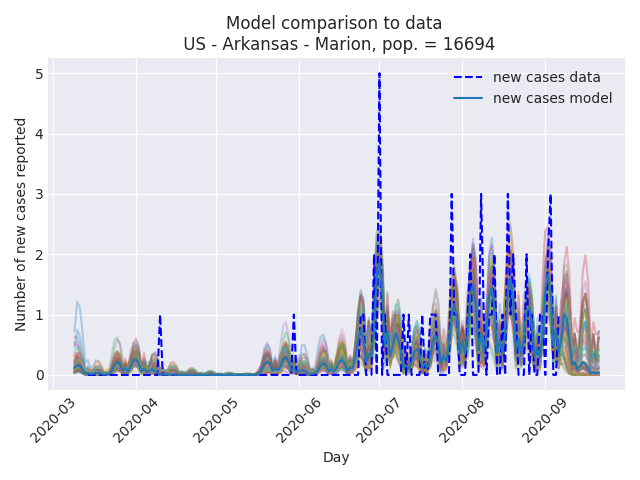 Model comparison to data
US - Arkansas - Marion, pop. = 16694
new cases data
new cases model
Number of new cases reported
5
4
3
2
1
0
2020-03
2020-04
2020-05
2020-06
2020-07
2020-08
2020-09
Day